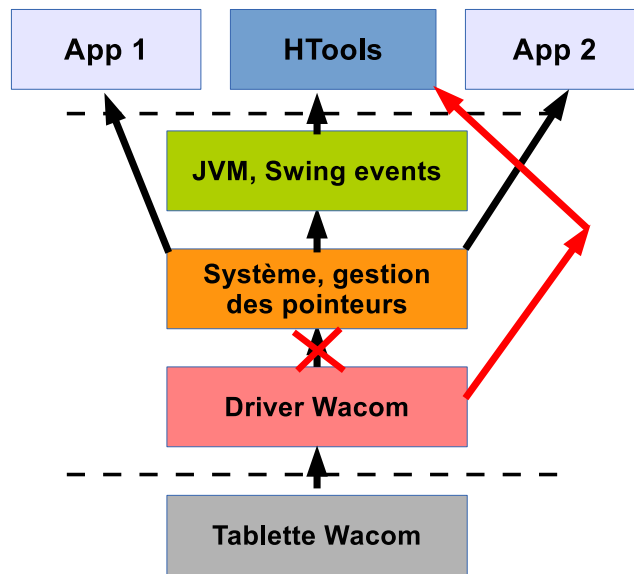 App 1
HTools
App 2
JVM, Swing events
Système, gestion
des pointeurs
Driver Wacom
Tablette Wacom